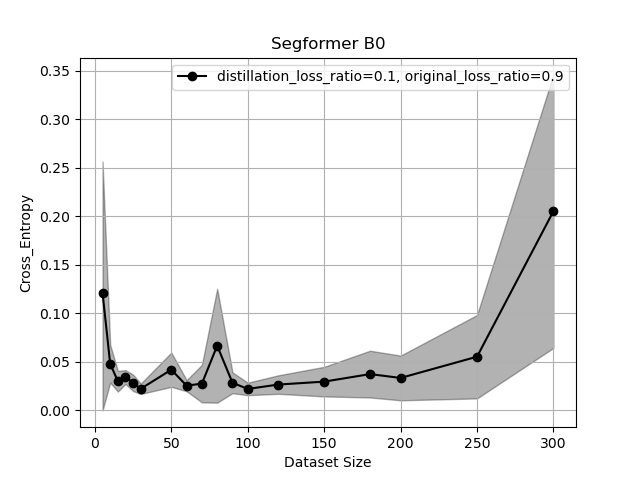 Segformer B0
distillation_loss_ratio=0.1, original_loss_ratio=0.9
0.35
0.30
0.25
0.20
0.15
0.10
0.05
0.00
Cross_Entropy
0 50 100 150 200 250 300
Dataset Size